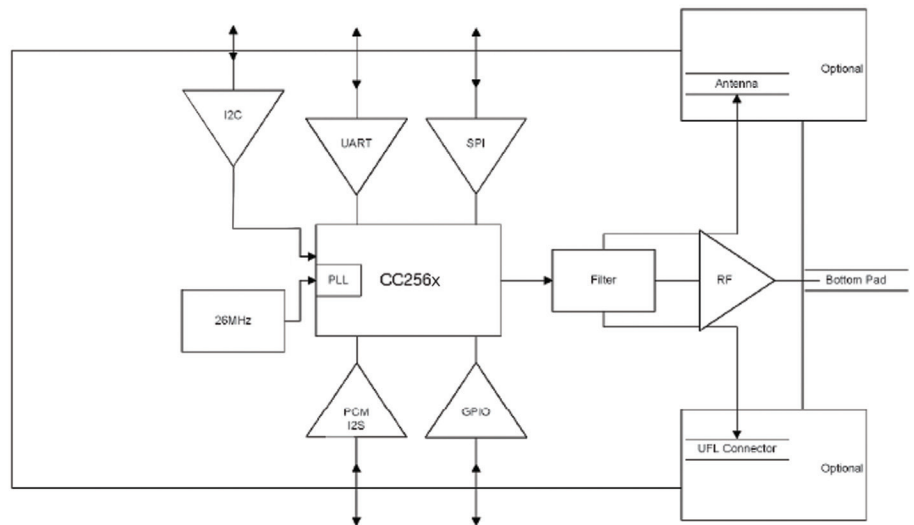 Optional
Antenna
I2C
UART
SPI
CC256x
PLL
Filter
RF
Bottom Pad
26MHz
PCM
I2S
GPIO
UFL Connector
Optional